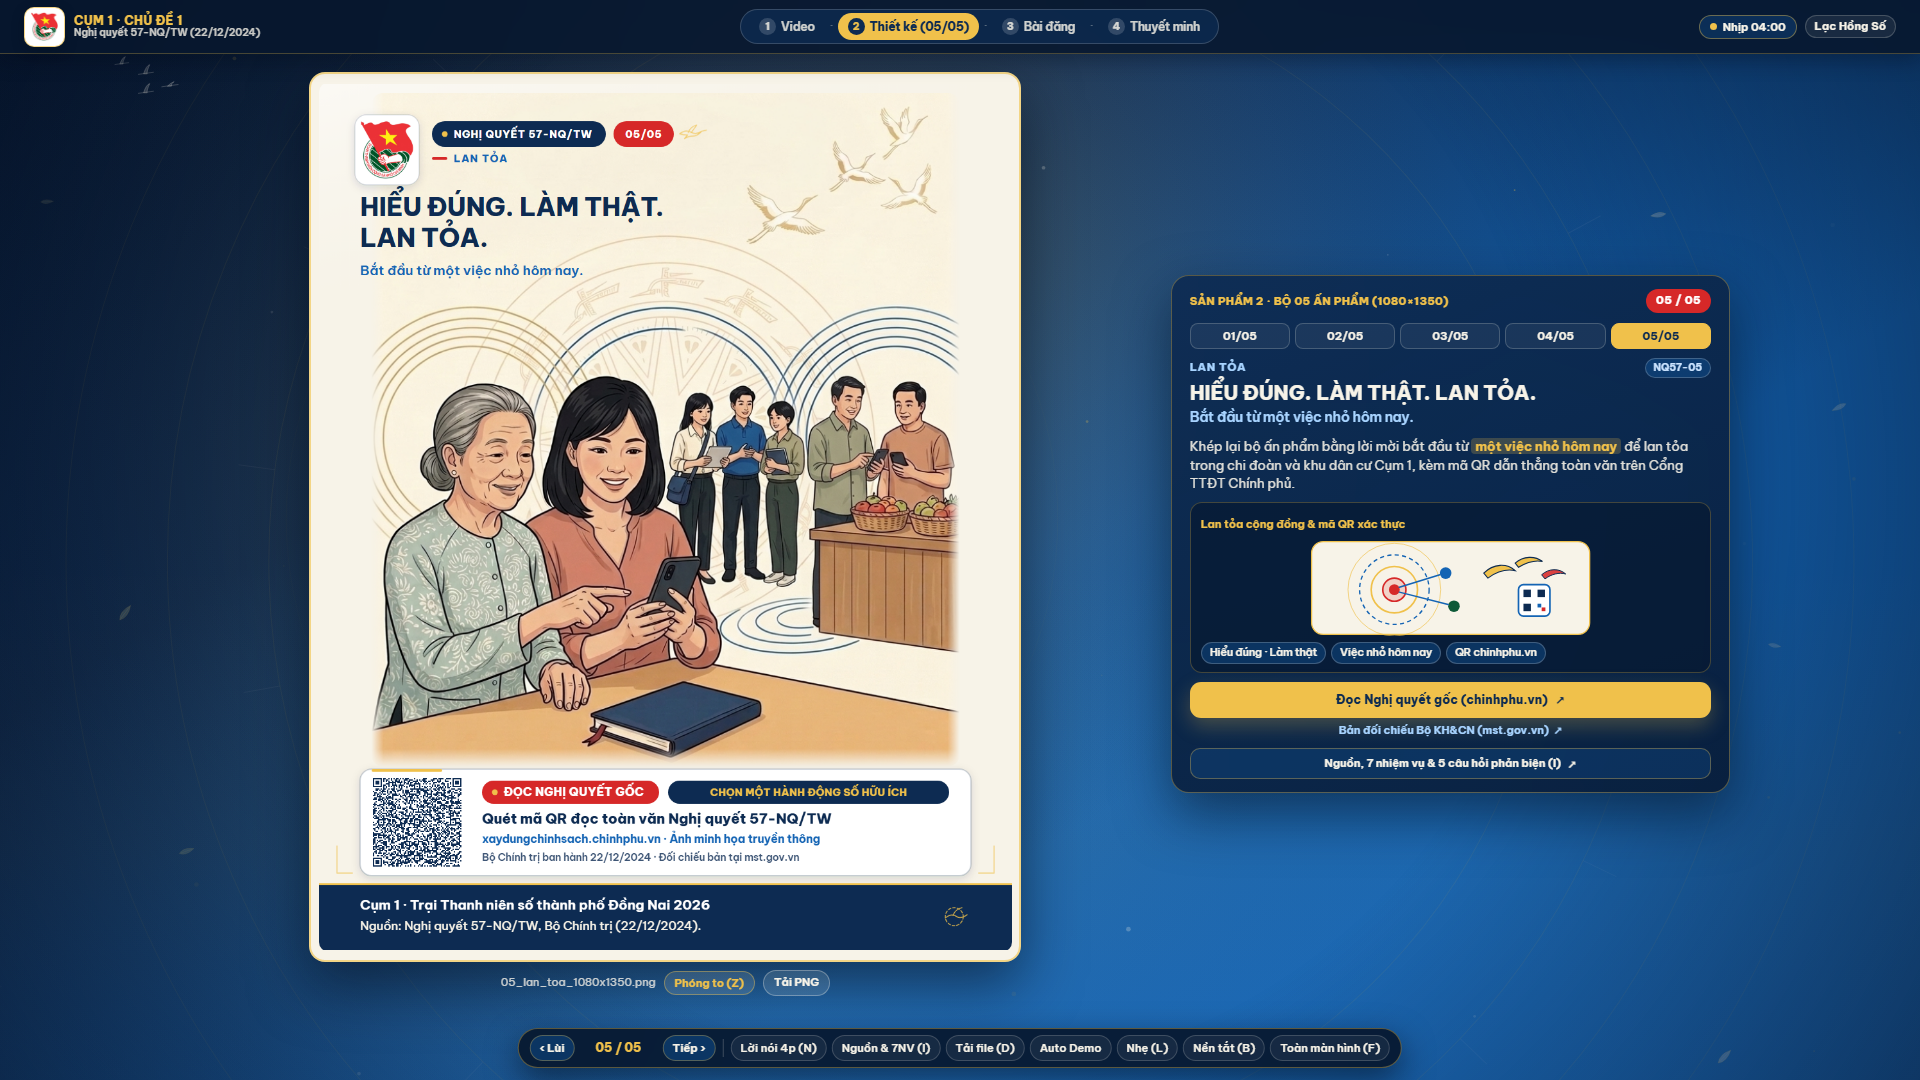 CỤM 1 · CHỦ ĐỀ 1
Nghị quyết 57-NQ/TW (22/12/2024)
1 Video
2 Thiết kế (05/05)
3 Bài đăng
4 Thuyết minh
Nhịp 04:00
Lạc Hồng Số
NGHỊ QUYẾT 57-NQ/TW
05/05
LAN TỎA
HIỂU ĐÚNG. LÀM THẬT.
LAN TỎA.
Bắt đầu từ một việc nhỏ hôm nay.
ĐỌC NGHỊ QUYẾT GỐC
CHỌN MỘT HÀNH ĐỘNG SỐ HỮU ÍCH
Quét mã QR đọc toàn văn Nghị quyết 57-NQ/TW
xaydungchinhsach.chinhphu.vn · Ảnh minh họa truyền thông
Bộ Chính trị ban hành 22/12/2024 · Đối chiếu bản tại mst.gov.vn
Cụm 1 · Trại Thanh niên số thành phố Đồng Nai 2026
Nguồn: Nghị quyết 57-NQ/TW, Bộ Chính trị (22/12/2024).
05_lan_toa_1080x1350.png
Phóng to (Z)
Tải PNG
SẢN PHẨM 2 · BỘ 05 ẤN PHẨM (1080×1350)
05 / 05
01/05
02/05
03/05
04/05
05/05
LAN TỎA
NQ57-05
HIỂU ĐÚNG. LÀM THẬT. LAN TỎA.
Bắt đầu từ một việc nhỏ hôm nay.
Khép lại bộ ấn phẩm bằng lời mời bắt đầu từ một việc nhỏ hôm nay để lan tỏa
trong chi đoàn và khu dân cư Cụm 1, kèm mã QR dẫn thẳng toàn văn trên Cổng
TTĐT Chính phủ.
Lan tỏa cộng đồng & mã QR xác thực
Hiểu đúng · Làm thật
Việc nhỏ hôm nay
QR chinhphu.vn
Đọc Nghị quyết gốc (chinhphu.vn) ↗
Bản đối chiếu Bộ KH&CN (mst.gov.vn) ↗
Nguồn, 7 nhiệm vụ & 5 câu hỏi phản biện (I) ↗
‹ Lùi
05 / 05
Tiếp ›
Lời nói 4p (N)
Nguồn & 7NV (I)
Tải file (D)
Auto Demo
Nhẹ (L)
Nền tắt (B)
Toàn màn hình (F)